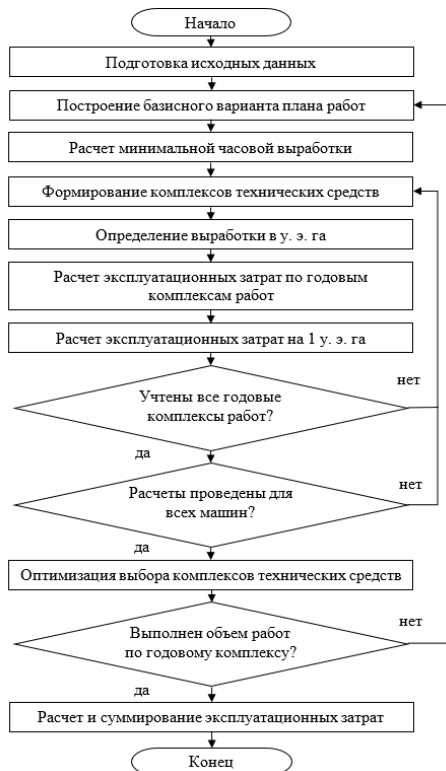 Начало
Подготовка исходных данных
Построение базисного варианта плана работ
Расчет минимальной часовой выработки
Формирование комплексов технических средств
Определение выработки в у. э. га
Расчет эксплуатационных затрат по годовым
комплексам работ
Расчет эксплуатационных затрат на 1 у. э. га
нет
Учтены все годовые
комплексы работ?
да
нет
Расчеты проведены для
всех машин?
да
Оптимизация выбора комплексов технических средств
нет
Выполнен объем работ
по годовому комплексу?
да
Расчет и суммирование эксплуатационных затрат
Конец